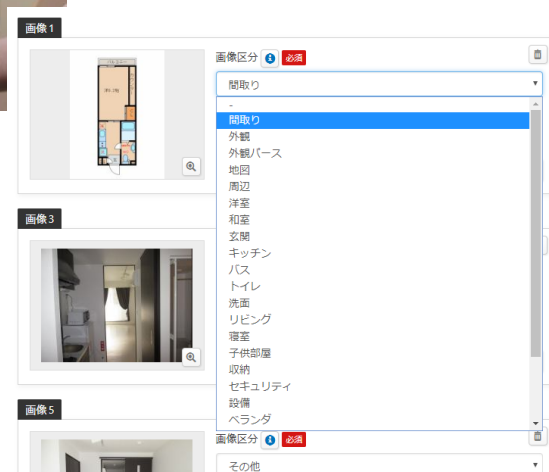 画像1
画像区分 必須
間取り
-
間取り
外観
外観パース
地図
周辺
洋室
和室
玄関
キッチン
バス
トイレ
洗面
リビング
寝室
子供部屋
収納
セキュリティ
設備
ベランダ
画像3
画像5
画像区分 必須
その他